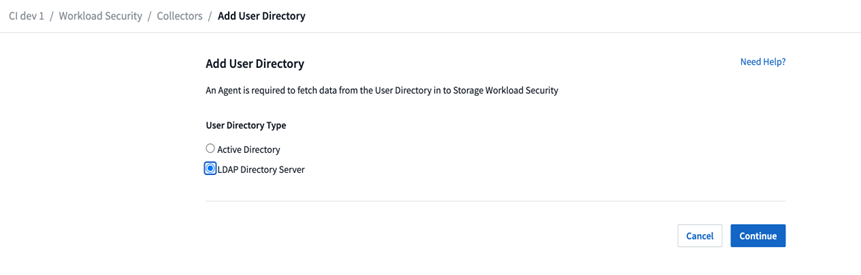 CI dev 1 / Workload Security / Collectors / Add User Directory
Add User Directory
Need Help?
An Agent is required to fetch data from the User Directory in to Storage Workload Security
User Directory Type
Active Directory
LDAP Directory Server
Cancel Continue